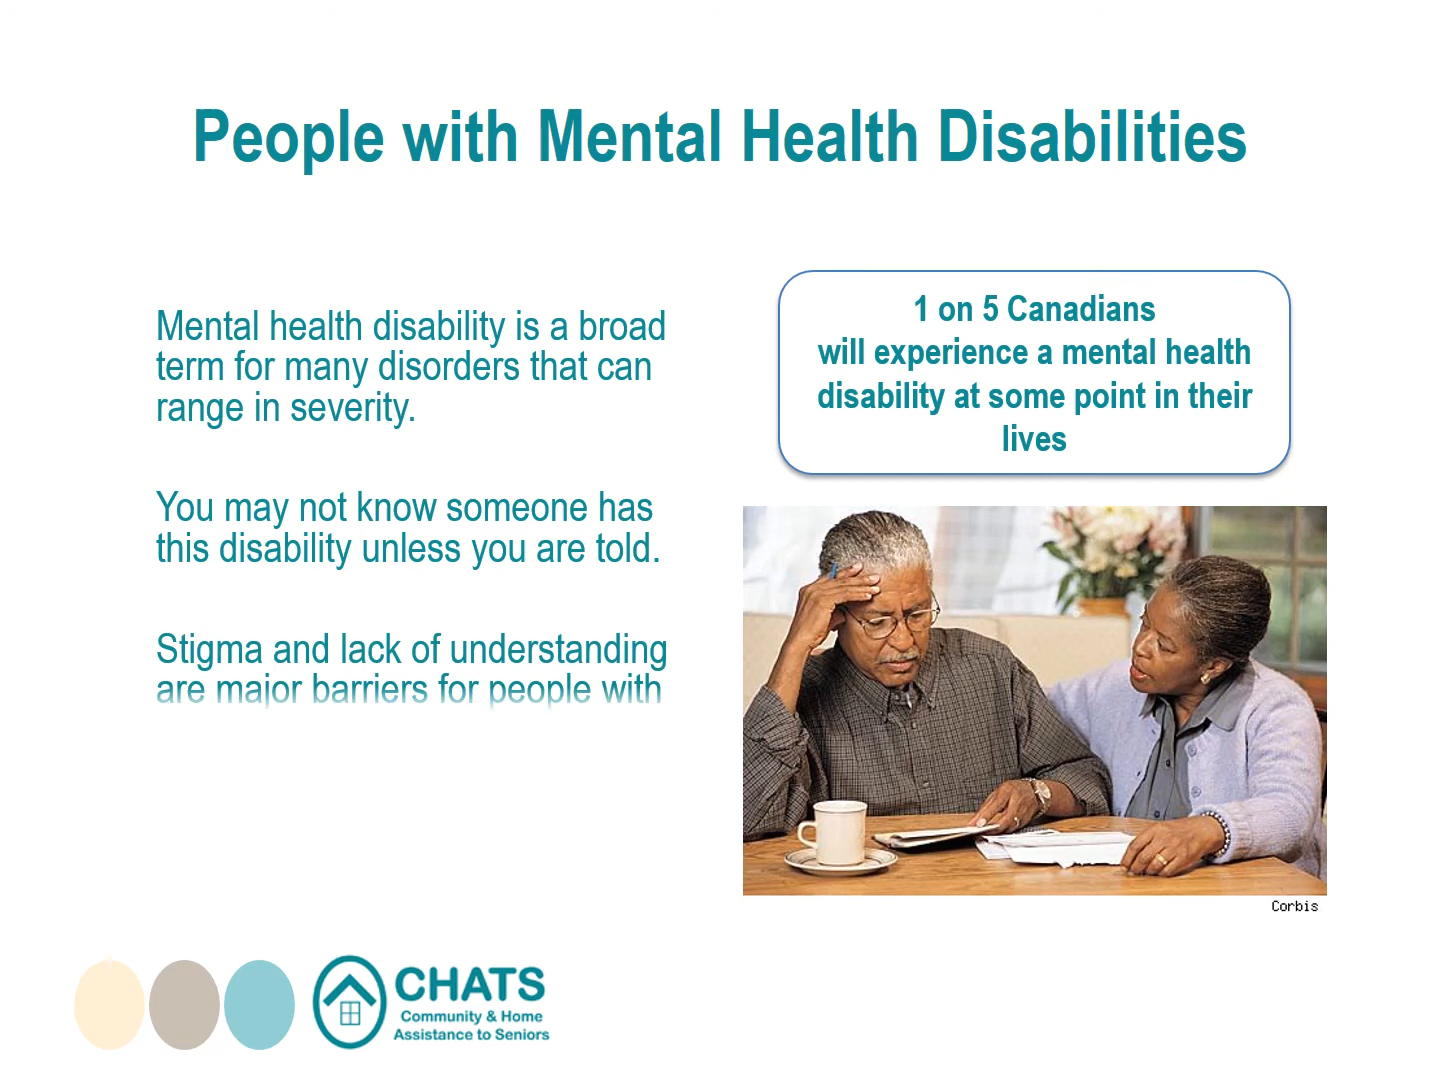 People with Mental Health Disabilities
Mental health disability is a broad
term for many disorders that can
range in severity.
You may not know someone has
this disability unless you are told.
Stigma and lack of understanding
are major barriers for people with
1 on 5 Canadians
will experience a mental health
disability at some point in their
lives
Corbis
CHATS
Community & Home
Assistance to Seniors